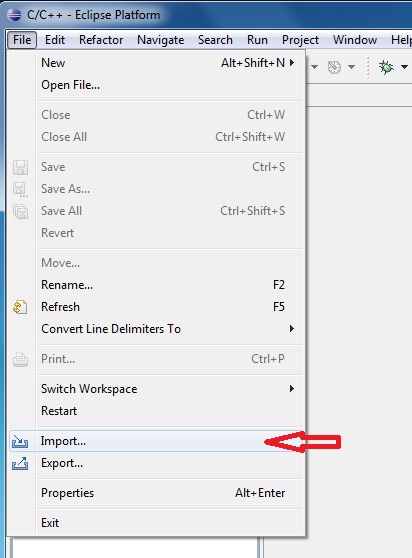 C/C++ - Eclipse Platform
File Edit Refactor Navigate Search Run Project Window Help
New Alt+Shift+N
Open File...
Close Ctrl+W
Close All Ctrl+Shift+W
Save Ctrl+S
Save As...
Save All Ctrl+Shift+S
Revert
Move...
Rename... F2
Refresh F5
Convert Line Delimiters To
Print... Ctrl+P
Switch Workspace
Restart
Import...
Export...
Properties Alt+Enter
Exit